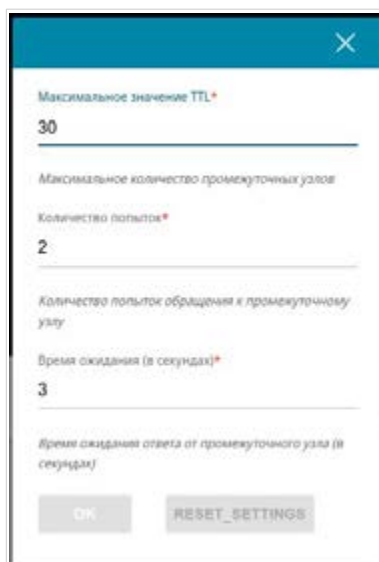 Максимальное значение TTL*
30
Максимальное количество промежуточных узлов
Количество попыток*
2
Количество попыток обращения к промежуточному
узлу
Время ожидания (в секундах)*
3
Время ожидания ответа от промежуточного узла (в
секундах)
OK
RESET_SETTINGS